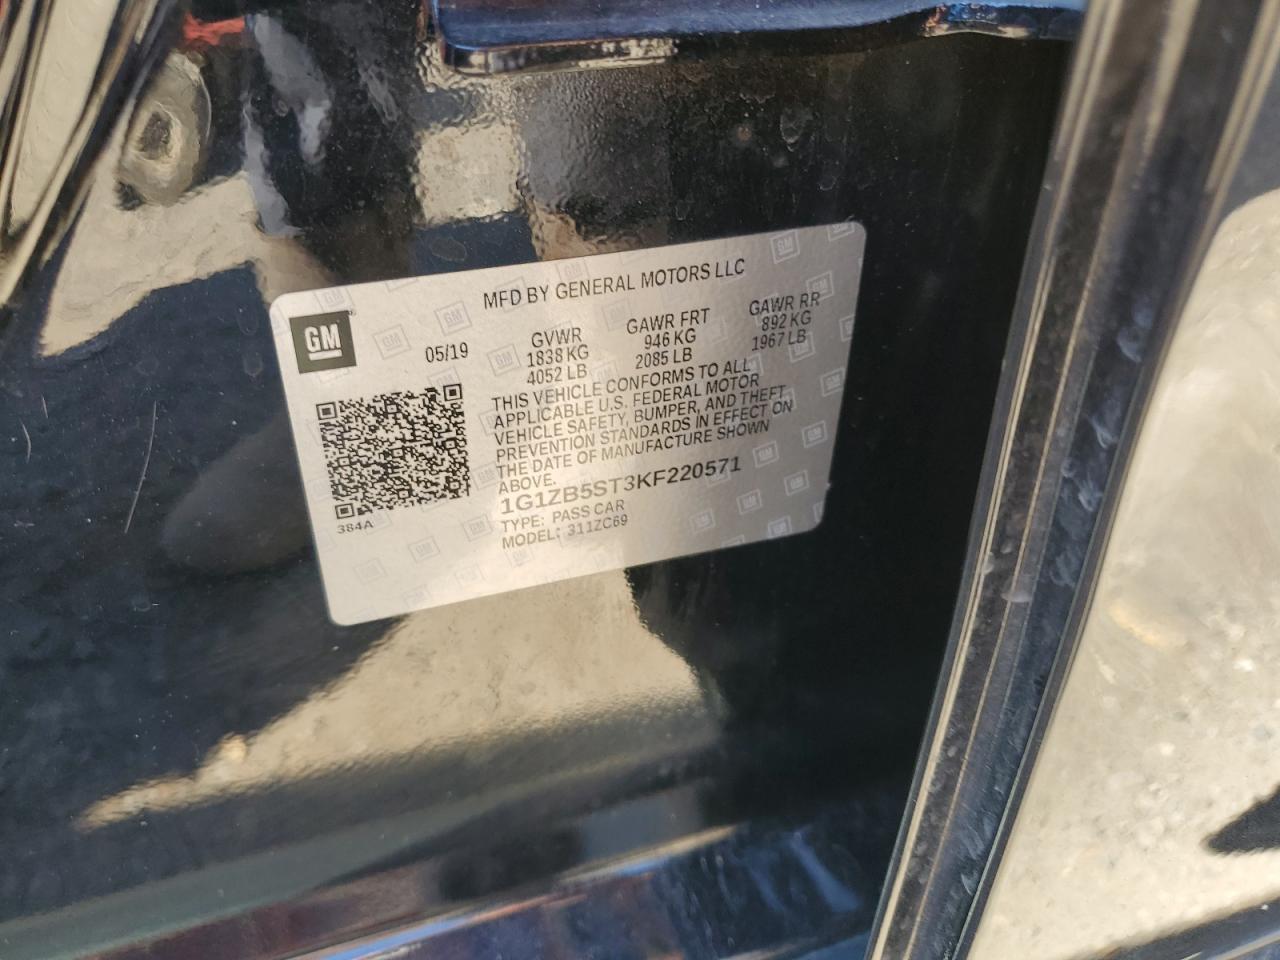 MFD BY GENERAL MOTORS LLC
GM
05/19
GVWR
1838 KG
4052 LB
GAWR FRT
946 KG
2085 LB
GAWR RR
892 KG
1967 LB
THIS VEHICLE CONFORMS TO ALL
APPLICABLE U.S. FEDERAL MOTOR
VEHICLE SAFETY, BUMPER, AND THEFT
PREVENTION STANDARDS IN EFFECT ON
THE DATE OF MANUFACTURE SHOWN
ABOVE.
1G1ZB5ST3KF220571
TYPE: PASS CAR
MODEL: 311ZC69
384A